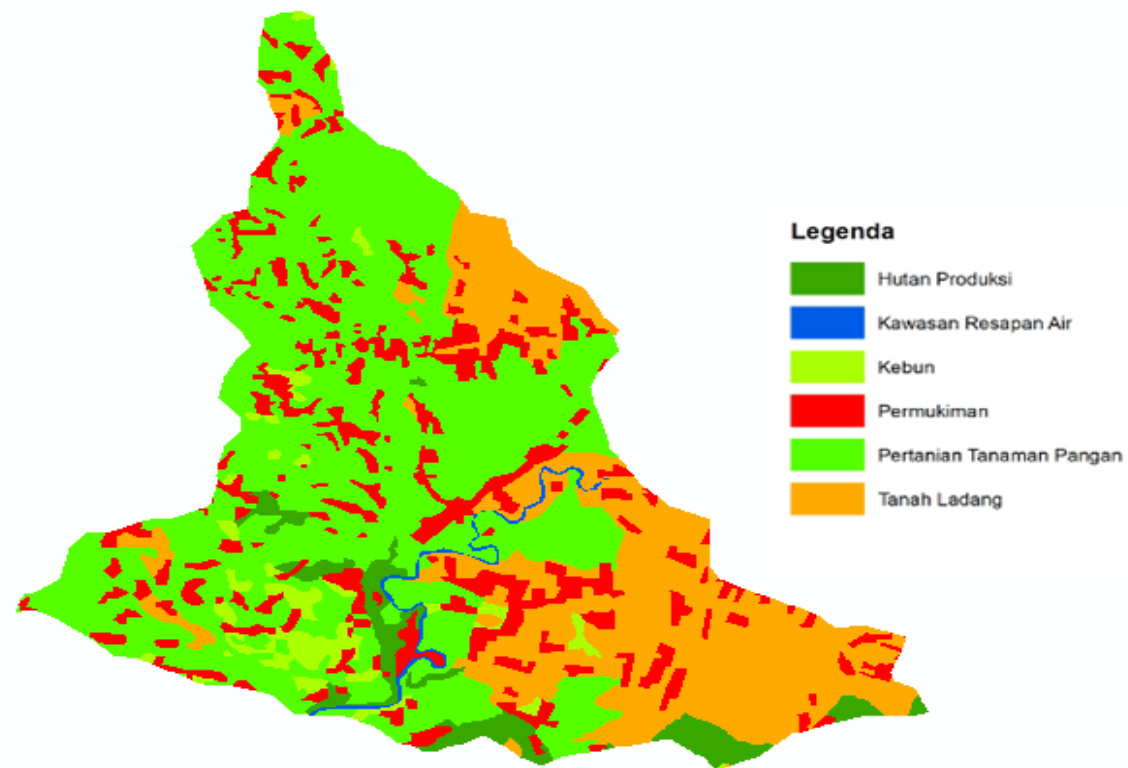 Legenda
Hutan Produksi
Kawasan Resapan Air
Kebun
Permukiman
Pertanian Tanaman Pangan
Tanah Ladang